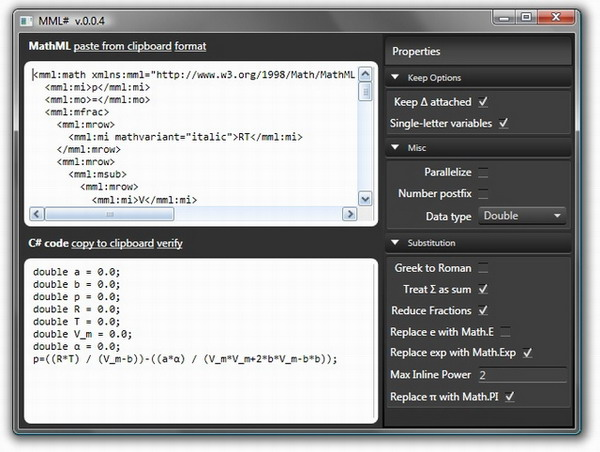 MML# v.0.0.4
MathML paste from clipboard format
<mml:math xmlns:mml="http://www.w3.org/1998/Math/MathML
<mml:mi>p</mml:mi>
<mml:mo>=</mml:mo>
<mml:mfrac>
<mml:mrow>
<mml:mi mathvariant="italic">RT</mml:mi>
</mml:mrow>
<mml:mrow>
<mml:msub>
<mml:mrow>
<mml:mi>V</mml:mi>
C# code copy to clipboard verify
double a = 0.0;
double b = 0.0;
double p = 0.0;
double R = 0.0;
double T = 0.0;
double V_m = 0.0;
double α = 0.0;
p=((R*T) / (V_m-b))-((a*α) / (V_m*V_m+2*b*V_m-b*b));
Properties
Keep Options
Keep Δ attached
Single-letter variables
Misc
Parallelize
Number postfix
Data type Double
Substitution
Greek to Roman
Treat Σ as sum
Reduce Fractions
Replace e with Math.E
Replace exp with Math.Exp
Max Inline Power 2
Replace π with Math.PI